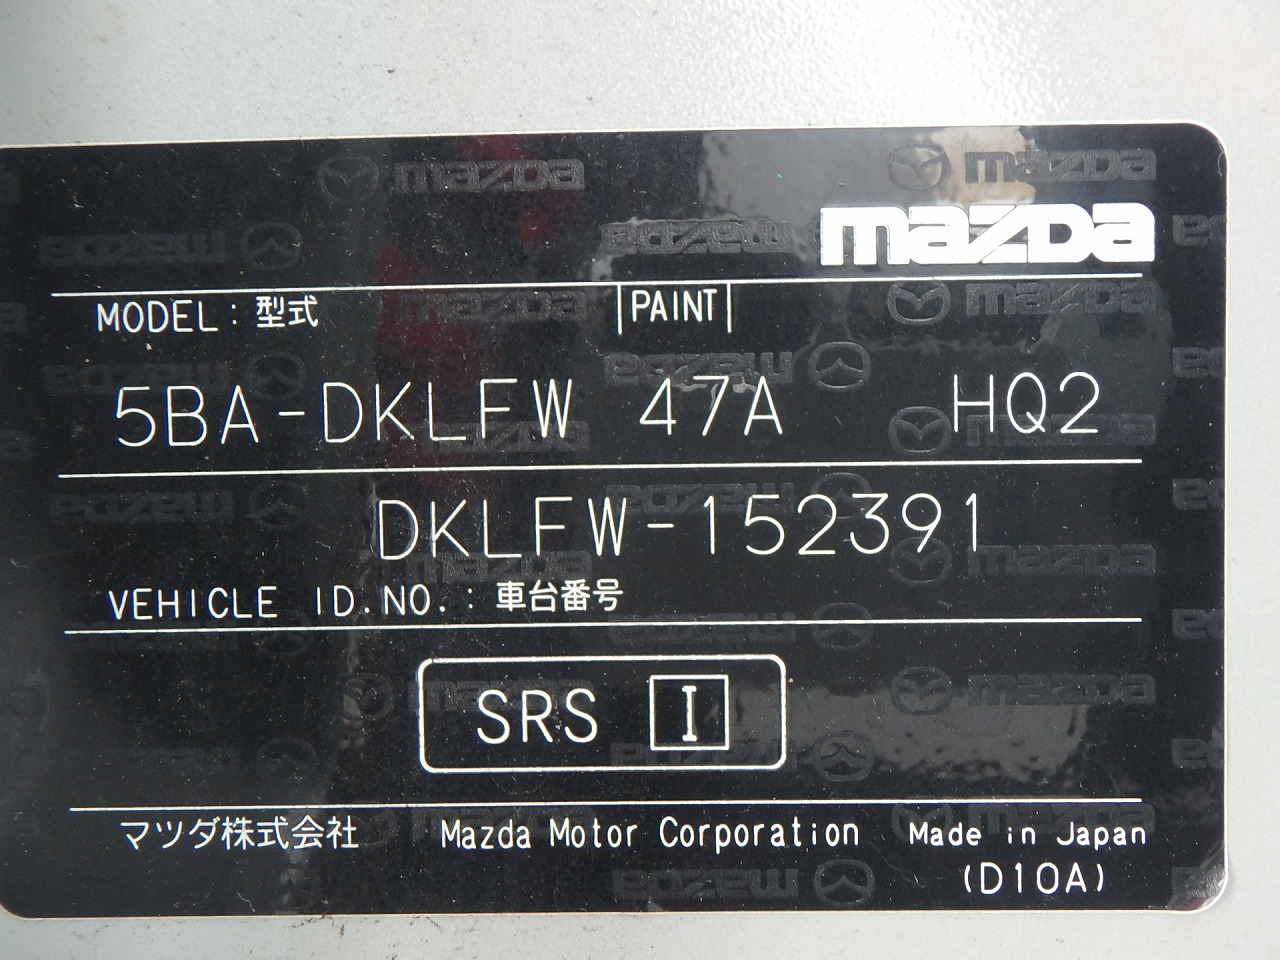 mazda
MODEL : 型式 PAINT
5BA-DKLFW 47A HQ2
DKLFW-152391
VEHICLE ID.NO. : 車台番号
SRS I
マツダ株式会社 Mazda Motor Corporation Made in Japan
(D10A)